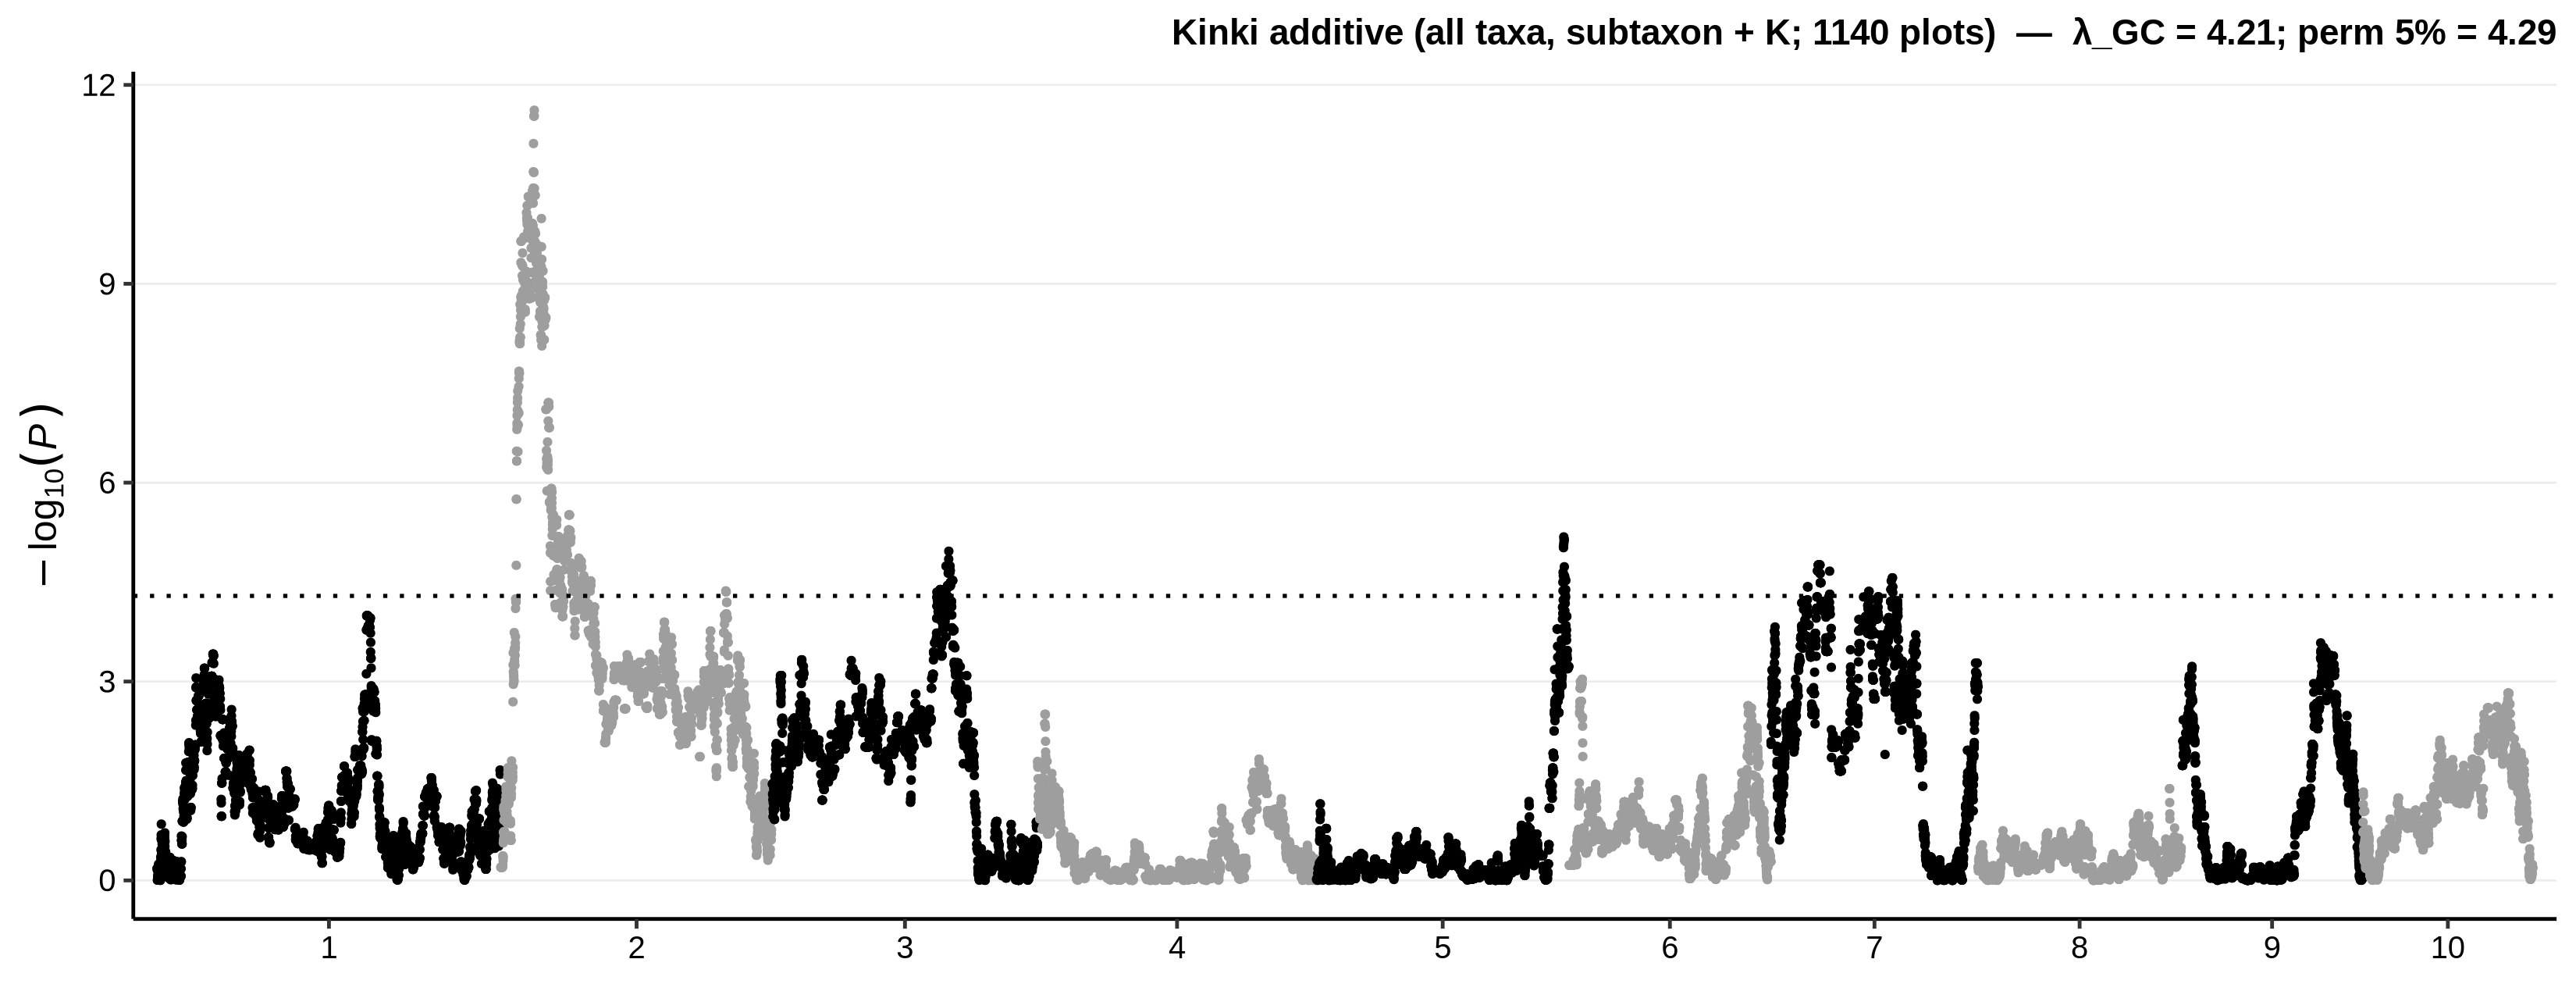 Kinki additive (all taxa, subtaxon + K; 1140 plots) — λ_GC = 4.21; perm 5% = 4.29
12
9
6
3
0
− log10(P)
1 2 3 4 5 6 7 8 9 10